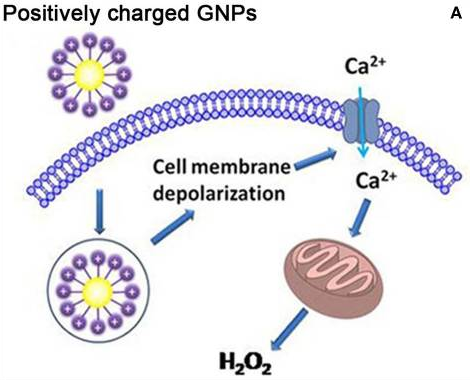 Positively charged GNPs
A
Ca²⁺
Cell membrane
depolarization
Ca²⁺
H₂O₂